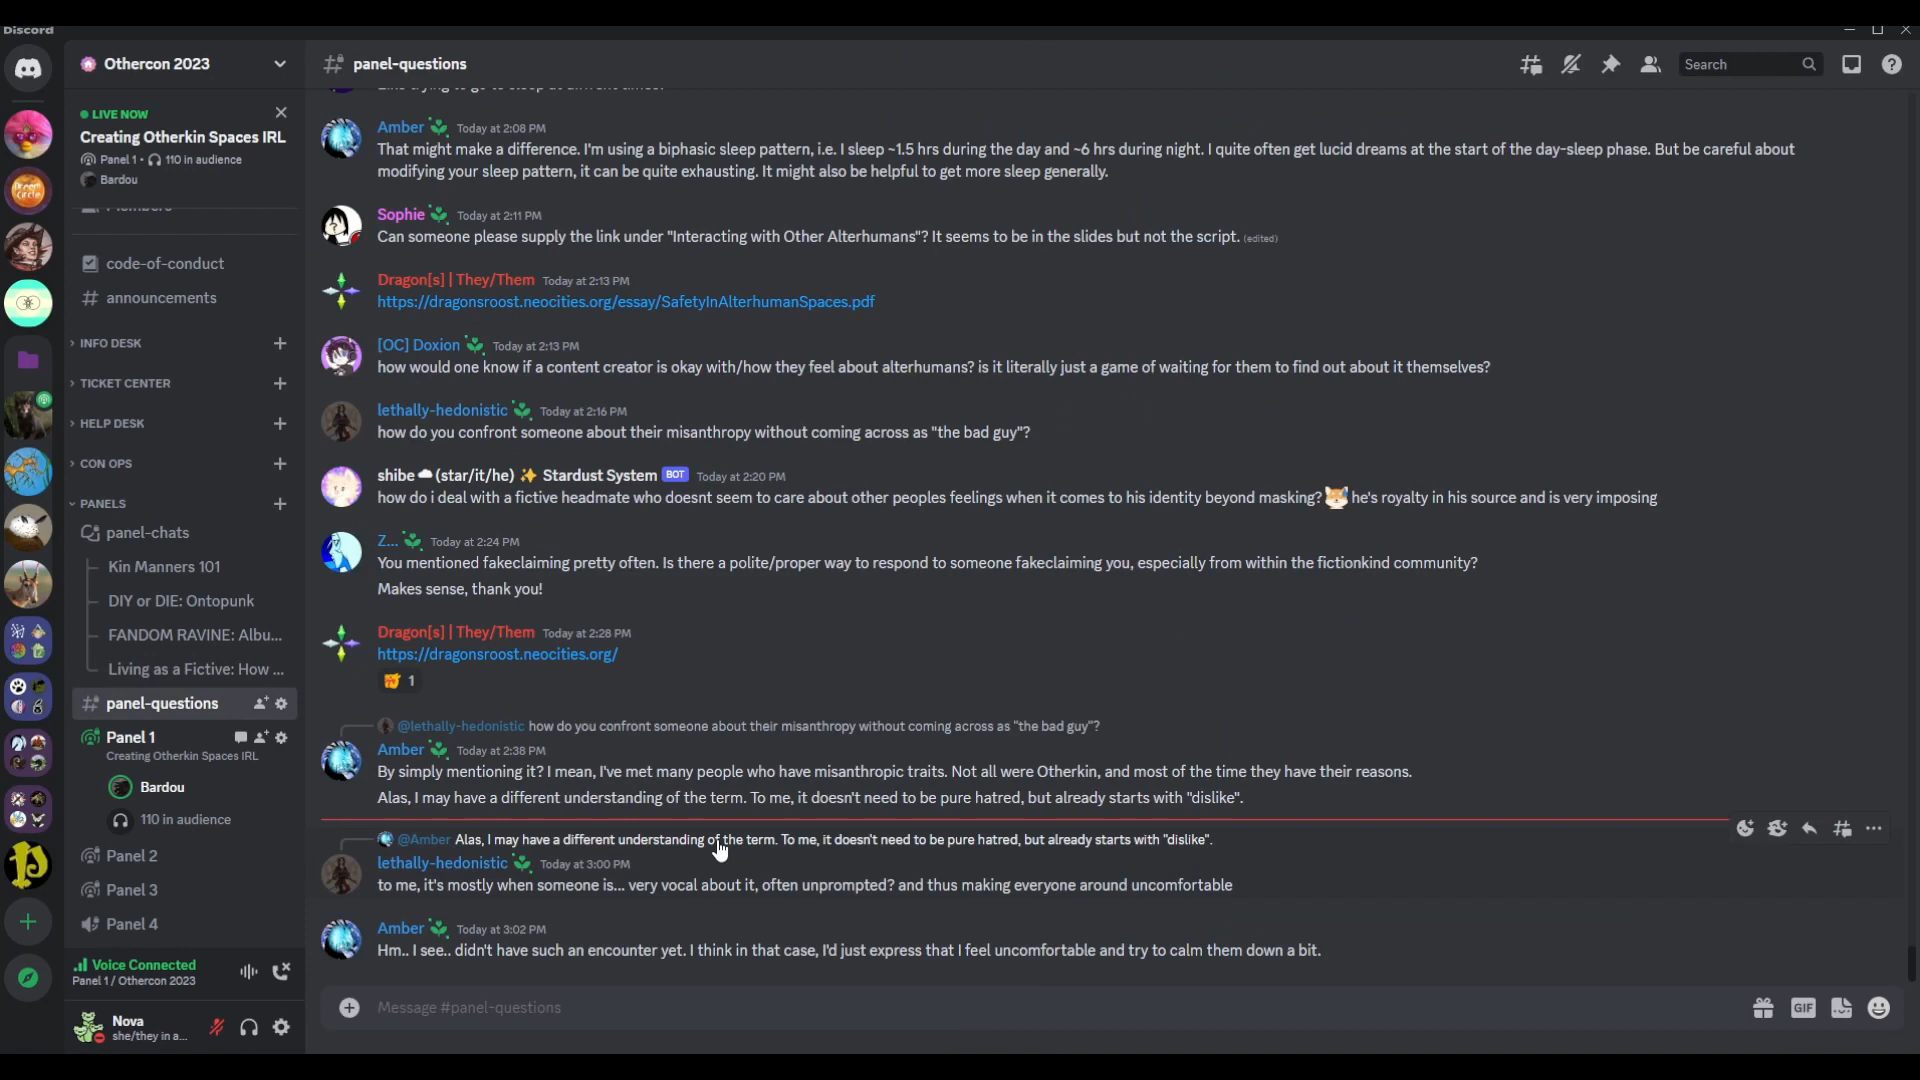 Discord
Othercon 2023
LIVE NOW
Creating Otherkin Spaces IRL
Panel 1 • 110 in audience
Bardou
Members
code-of-conduct
announcements
INFO DESK
TICKET CENTER
HELP DESK
CON OPS
PANELS
panel-chats
Kin Manners 101
DIY or DIE: Ontopunk
FANDOM RAVINE: Albu...
Living as a Fictive: How ...
panel-questions
Panel 1
Creating Otherkin Spaces IRL
Bardou
110 in audience
Panel 2
Panel 3
Panel 4
Voice Connected
Panel 1 / Othercon 2023
Nova
she/they in a...
panel-questions
Search
Amber Today at 2:08 PM
That might make a difference. I'm using a biphasic sleep pattern, i.e. I sleep ~1.5 hrs during the day and ~6 hrs during night. I quite often get lucid dreams at the start of the day-sleep phase. But be careful about
modifying your sleep pattern, it can be quite exhausting. It might also be helpful to get more sleep generally.
Sophie Today at 2:11 PM
Can someone please supply the link under "Interacting with Other Alterhumans"? It seems to be in the slides but not the script. (edited)
Dragon[s] | They/Them Today at 2:13 PM
https://dragonsroost.neocities.org/essay/SafetyInAlterhumanSpaces.pdf
[OC] Doxion Today at 2:13 PM
how would one know if a content creator is okay with/how they feel about alterhumans? is it literally just a game of waiting for them to find out about it themselves?
lethally-hedonistic Today at 2:16 PM
how do you confront someone about their misanthropy without coming across as "the bad guy"?
shibe ☁ (star/it/he) ✨ Stardust System BOT Today at 2:20 PM
how do i deal with a fictive headmate who doesnt seem to care about other peoples feelings when it comes to his identity beyond masking? he's royalty in his source and is very imposing
Z... Today at 2:24 PM
You mentioned fakeclaiming pretty often. Is there a polite/proper way to respond to someone fakeclaiming you, especially from within the fictionkind community?
Makes sense, thank you!
Dragon[s] | They/Them Today at 2:28 PM
https://dragonsroost.neocities.org/
1
@lethally-hedonistic how do you confront someone about their misanthropy without coming across as "the bad guy"?
Amber Today at 2:38 PM
By simply mentioning it? I mean, I've met many people who have misanthropic traits. Not all were Otherkin, and most of the time they have their reasons.
Alas, I may have a different understanding of the term. To me, it doesn't need to be pure hatred, but already starts with "dislike".
@Amber Alas, I may have a different understanding of the term. To me, it doesn't need to be pure hatred, but already starts with "dislike".
lethally-hedonistic Today at 3:00 PM
to me, it's mostly when someone is... very vocal about it, often unprompted? and thus making everyone around uncomfortable
Amber Today at 3:02 PM
Hm.. I see.. didn't have such an encounter yet. I think in that case, I'd just express that I feel uncomfortable and try to calm them down a bit.
Message #panel-questions
GIF